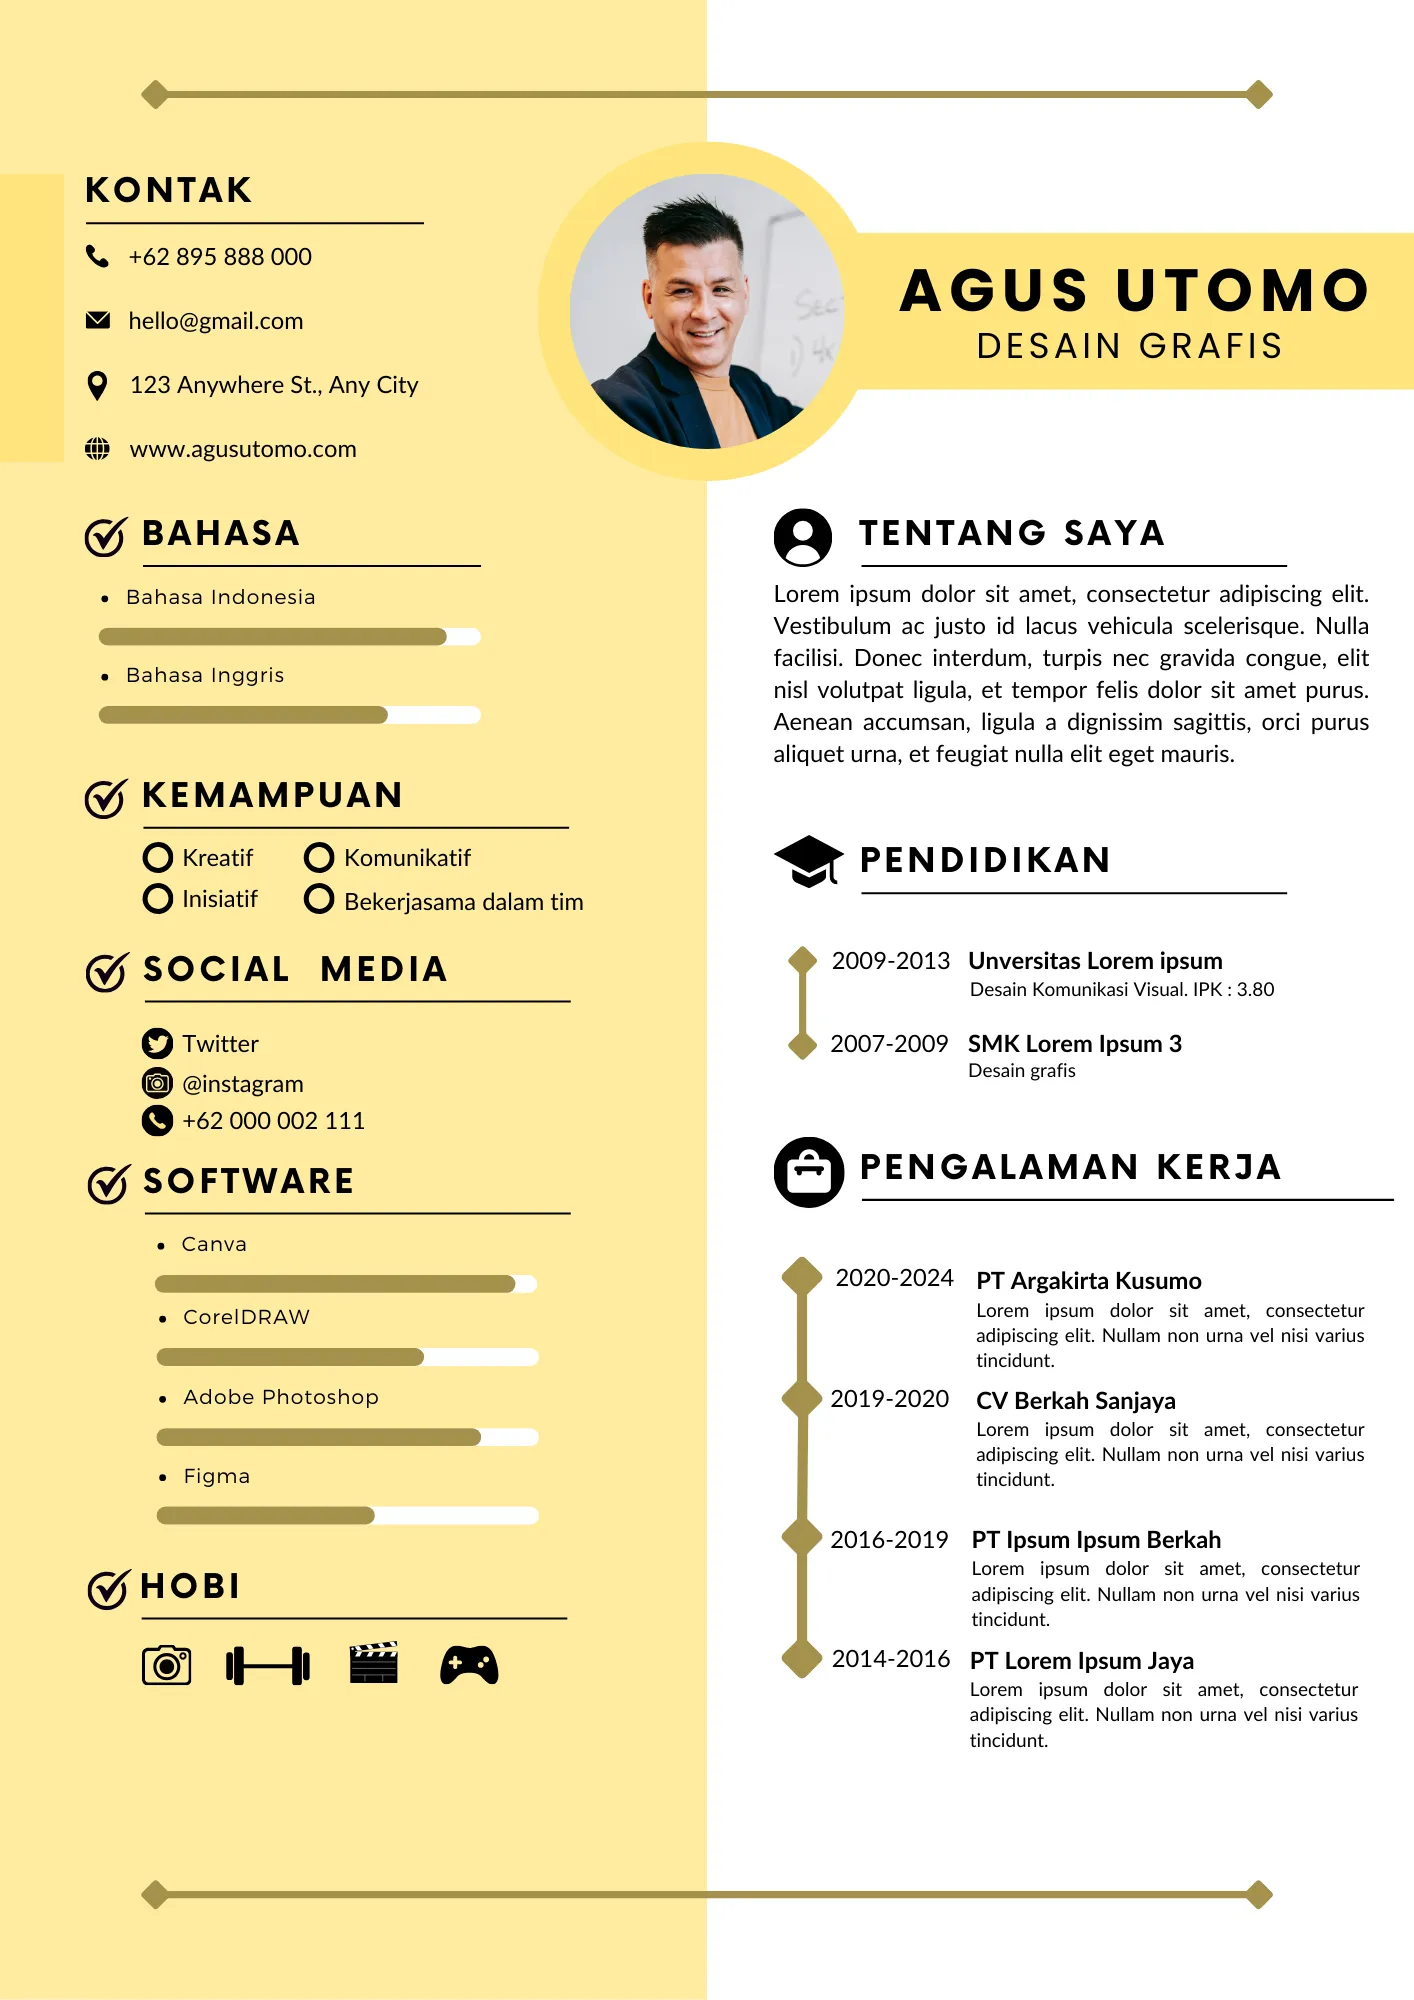 KONTAK
+62 895 888 000
hello@gmail.com
123 Anywhere St., Any City
www.agusutomo.com
AGUS UTOMO
DESAIN GRAFIS
BAHASA
Bahasa Indonesia
Bahasa Inggris
KEMAMPUAN
Kreatif
Komunikatif
Inisiatif
Bekerjasama dalam tim
SOCIAL MEDIA
Twitter
@instagram
+62 000 002 111
SOFTWARE
Canva
CorelDRAW
Adobe Photoshop
Figma
HOBI
TENTANG SAYA
Lorem ipsum dolor sit amet, consectetur adipiscing elit.
Vestibulum ac justo id lacus vehicula scelerisque. Nulla
facilisi. Donec interdum, turpis nec gravida congue, elit
nisl volutpat ligula, et tempor felis dolor sit amet purus.
Aenean accumsan, ligula a dignissim sagittis, orci purus
aliquet urna, et feugiat nulla elit eget mauris.
PENDIDIKAN
2009-2013 Unversitas Lorem ipsum
Desain Komunikasi Visual. IPK : 3.80
2007-2009 SMK Lorem Ipsum 3
Desain grafis
PENGALAMAN KERJA
2020-2024 PT Argakirta Kusumo
Lorem ipsum dolor sit amet, consectetur
adipiscing elit. Nullam non urna vel nisi varius
tincidunt.
2019-2020 CV Berkah Sanjaya
Lorem ipsum dolor sit amet, consectetur
adipiscing elit. Nullam non urna vel nisi varius
tincidunt.
2016-2019 PT Ipsum Ipsum Berkah
Lorem ipsum dolor sit amet, consectetur
adipiscing elit. Nullam non urna vel nisi varius
tincidunt.
2014-2016 PT Lorem Ipsum Jaya
Lorem ipsum dolor sit amet, consectetur
adipiscing elit. Nullam non urna vel nisi varius
tincidunt.